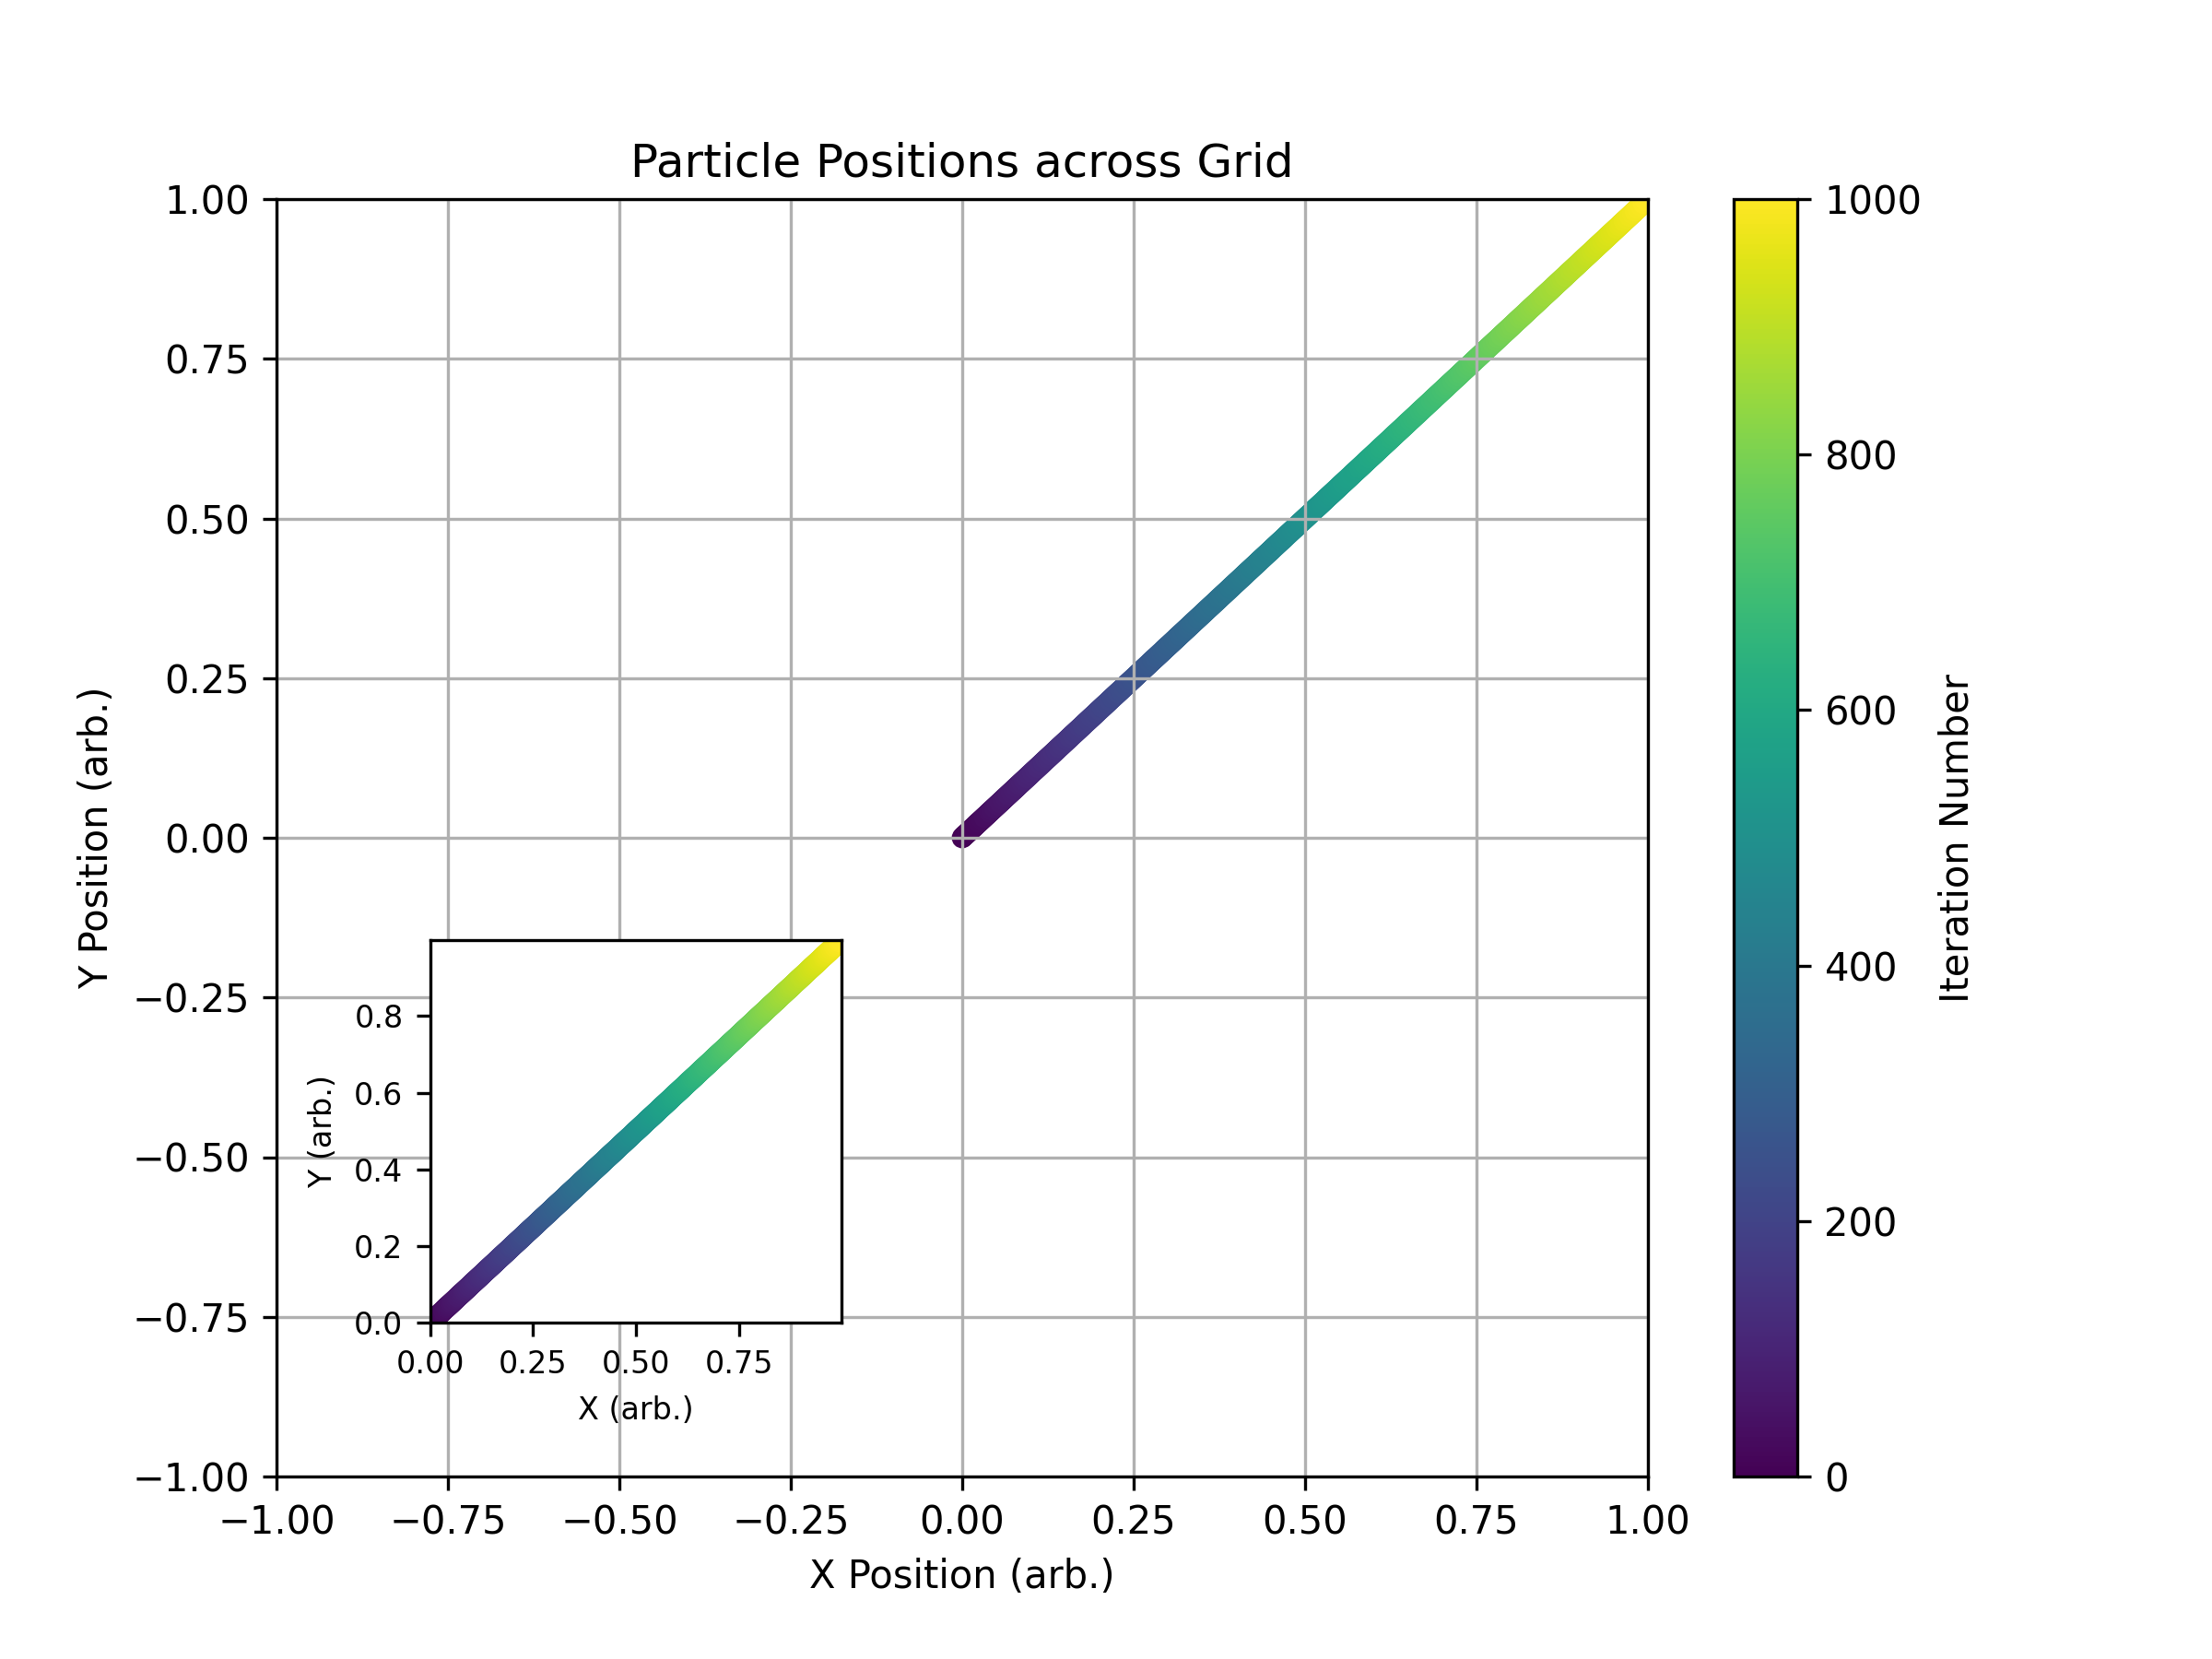 Particle Positions across Grid
1.00
0.75
0.50
0.25
0.00
−0.25
−0.50
−0.75
−1.00
Y Position (arb.)
−1.00 −0.75 −0.50 −0.25 0.00 0.25 0.50 0.75 1.00
X Position (arb.)
0.8
0.6
0.4
0.2
0.0
Y (arb.)
0.00 0.25 0.50 0.75
X (arb.)
1000
800
600
400
200
0
Iteration Number